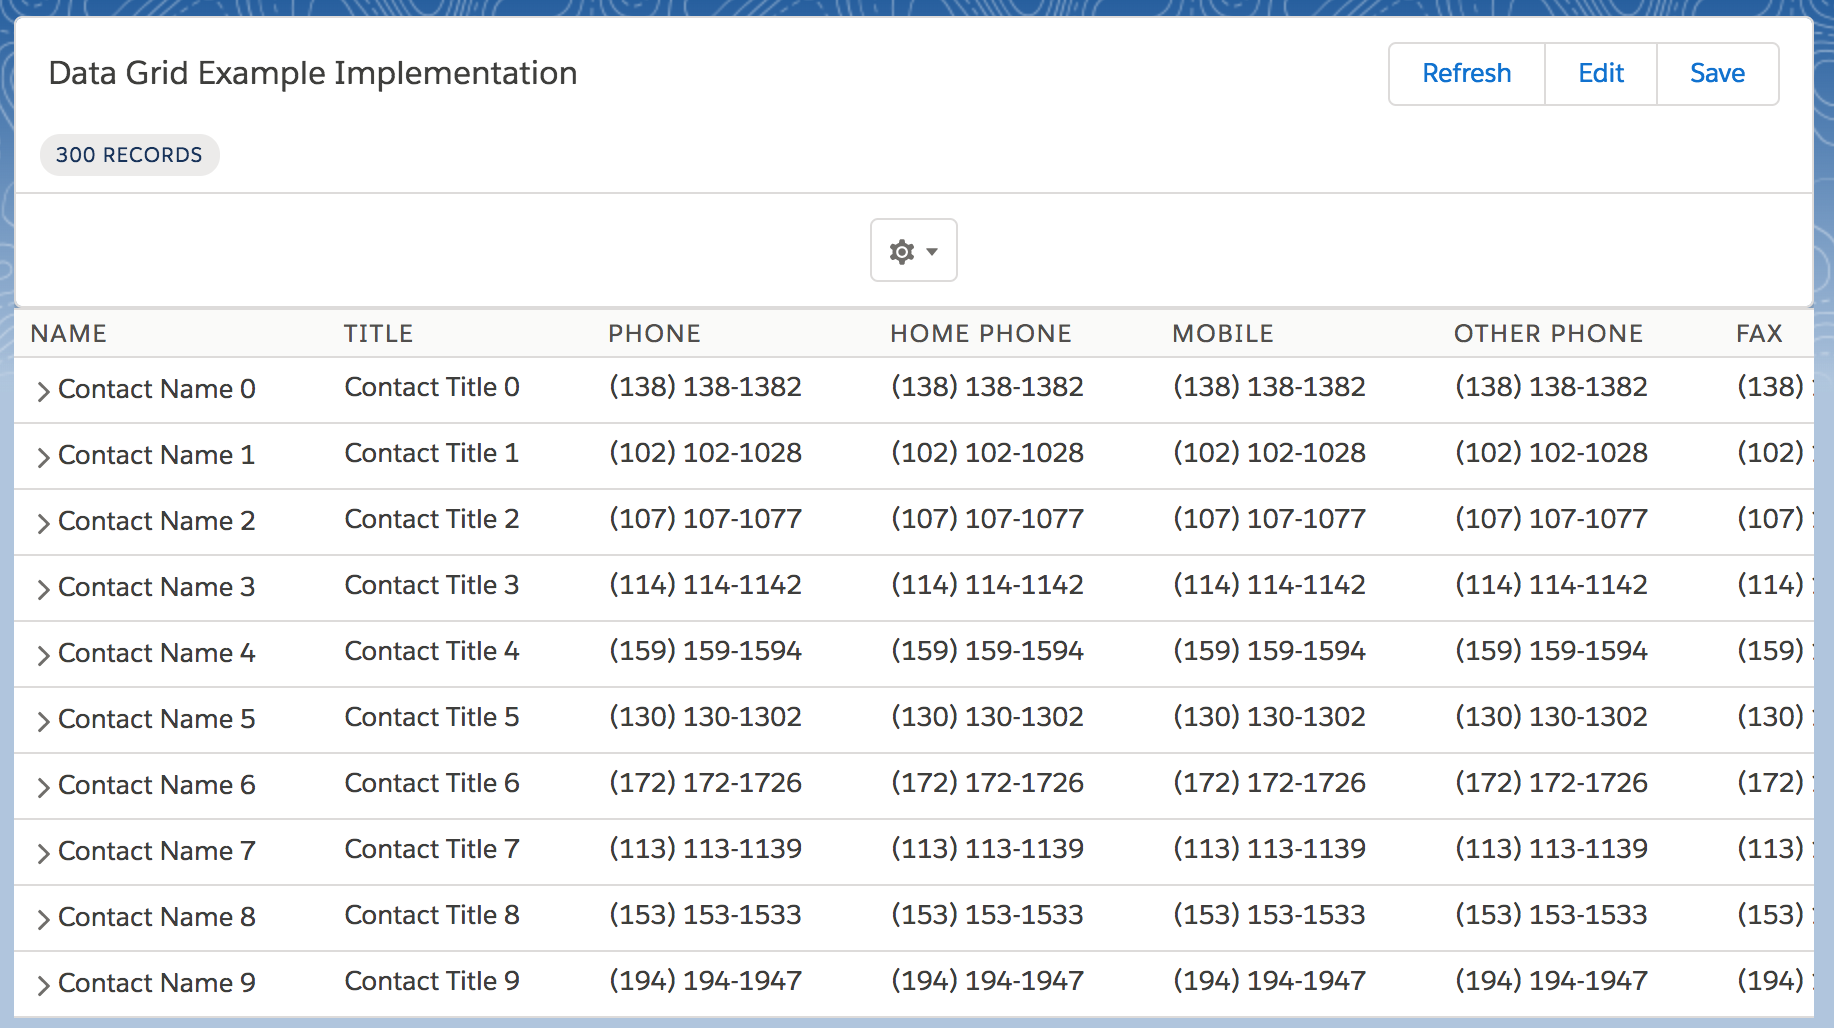 Data Grid Example Implementation Refresh Edit Save
300 RECORDS
NAME TITLE PHONE HOME PHONE MOBILE OTHER PHONE FAX
Contact Name 0 Contact Title 0 (138) 138-1382 (138) 138-1382 (138) 138-1382 (138) 138-1382 (138)
Contact Name 1 Contact Title 1 (102) 102-1028 (102) 102-1028 (102) 102-1028 (102) 102-1028 (102)
Contact Name 2 Contact Title 2 (107) 107-1077 (107) 107-1077 (107) 107-1077 (107) 107-1077 (107)
Contact Name 3 Contact Title 3 (114) 114-1142 (114) 114-1142 (114) 114-1142 (114) 114-1142 (114)
Contact Name 4 Contact Title 4 (159) 159-1594 (159) 159-1594 (159) 159-1594 (159) 159-1594 (159)
Contact Name 5 Contact Title 5 (130) 130-1302 (130) 130-1302 (130) 130-1302 (130) 130-1302 (130)
Contact Name 6 Contact Title 6 (172) 172-1726 (172) 172-1726 (172) 172-1726 (172) 172-1726 (172)
Contact Name 7 Contact Title 7 (113) 113-1139 (113) 113-1139 (113) 113-1139 (113) 113-1139 (113)
Contact Name 8 Contact Title 8 (153) 153-1533 (153) 153-1533 (153) 153-1533 (153) 153-1533 (153)
Contact Name 9 Contact Title 9 (194) 194-1947 (194) 194-1947 (194) 194-1947 (194) 194-1947 (194)